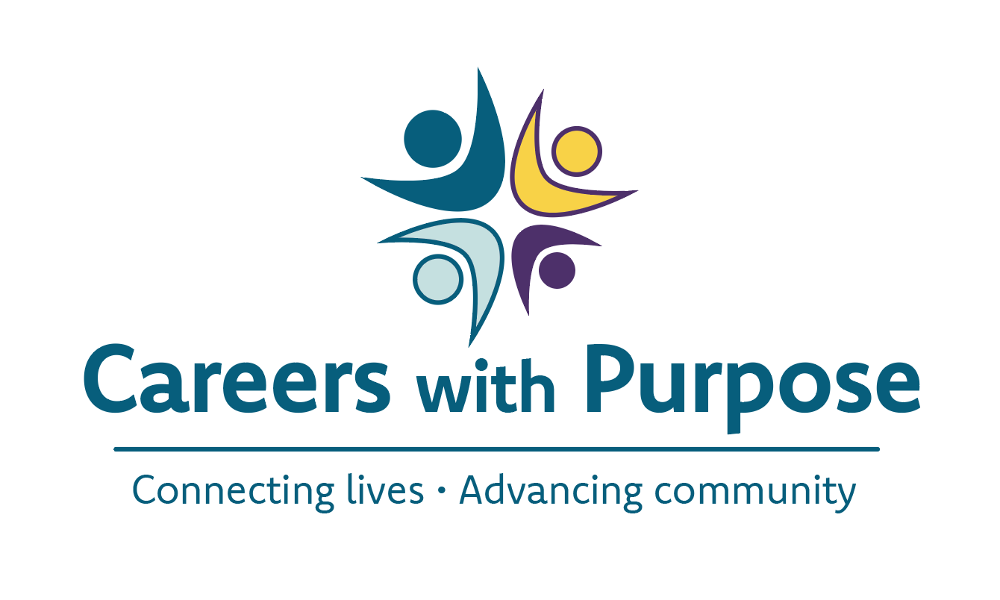 Careers with Purpose
Connecting lives · Advancing community